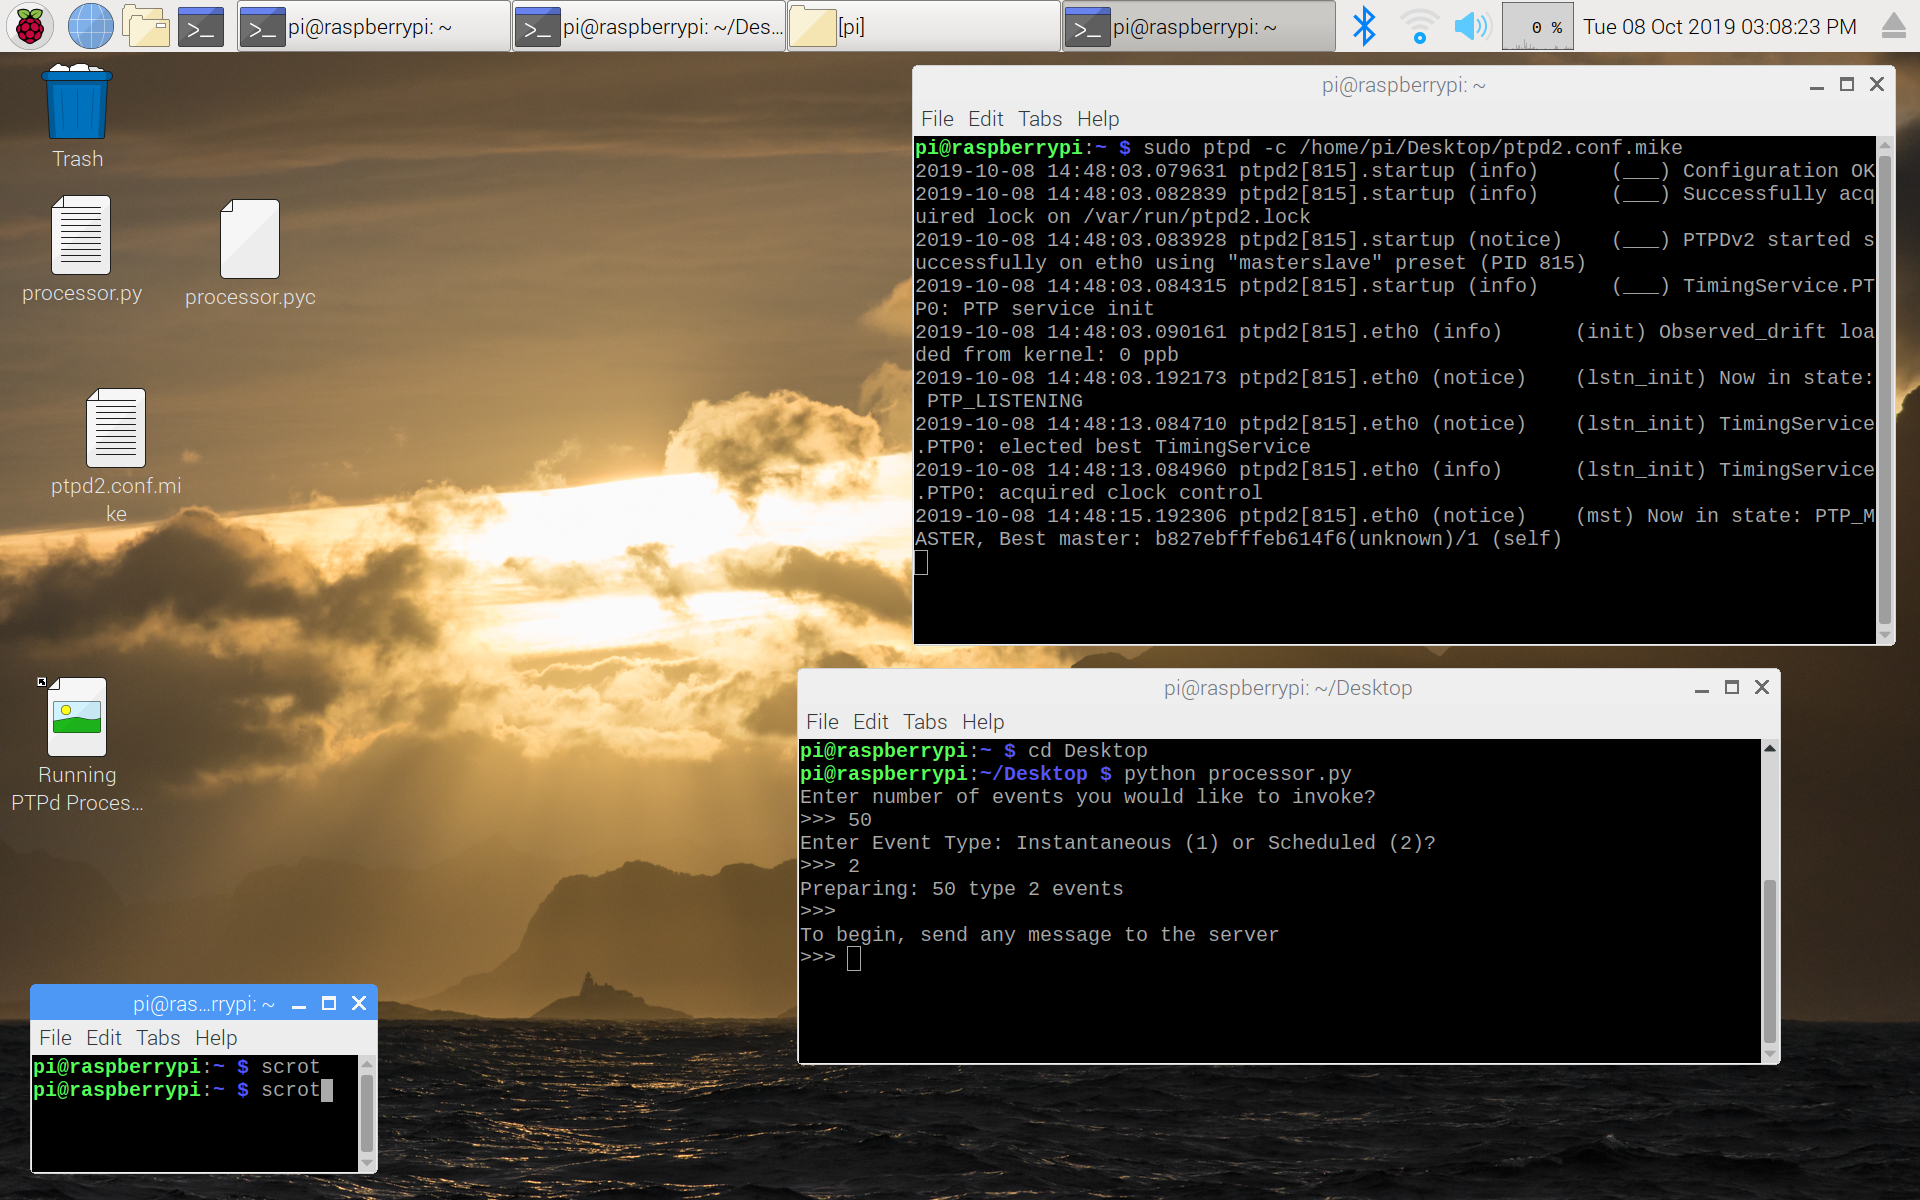 pi@raspberrypi: ~
pi@raspberrypi: ~/Des...
[pi]
pi@raspberrypi: ~
0 %
Tue 08 Oct 2019 03:08:23 PM
Trash
processor.py
processor.pyc
ptpd2.conf.mi
ke
Running
PTPd Proces...
pi@raspberrypi: ~
File Edit Tabs Help
pi@raspberrypi:~ $ sudo ptpd -c /home/pi/Desktop/ptpd2.conf.mike
2019-10-08 14:48:03.079631 ptpd2[815].startup (info)      (___) Configuration OK
2019-10-08 14:48:03.082839 ptpd2[815].startup (info)      (___) Successfully acq
uired lock on /var/run/ptpd2.lock
2019-10-08 14:48:03.083928 ptpd2[815].startup (notice)    (___) PTPDv2 started s
uccessfully on eth0 using "masterslave" preset (PID 815)
2019-10-08 14:48:03.084315 ptpd2[815].startup (info)      (___) TimingService.PT
P0: PTP service init
2019-10-08 14:48:03.090161 ptpd2[815].eth0 (info)      (init) Observed_drift loa
ded from kernel: 0 ppb
2019-10-08 14:48:03.192173 ptpd2[815].eth0 (notice)    (lstn_init) Now in state:
 PTP_LISTENING
2019-10-08 14:48:13.084710 ptpd2[815].eth0 (notice)    (lstn_init) TimingService
.PTP0: elected best TimingService
2019-10-08 14:48:13.084960 ptpd2[815].eth0 (info)      (lstn_init) TimingService
.PTP0: acquired clock control
2019-10-08 14:48:15.192306 ptpd2[815].eth0 (notice)    (mst) Now in state: PTP_M
ASTER, Best master: b827ebfffeb614f6(unknown)/1 (self)
pi@raspberrypi: ~/Desktop
File Edit Tabs Help
pi@raspberrypi:~ $ cd Desktop
pi@raspberrypi:~/Desktop $ python processor.py
Enter number of events you would like to invoke?
>>> 50
Enter Event Type: Instantaneous (1) or Scheduled (2)?
>>> 2
Preparing: 50 type 2 events
>>>
To begin, send any message to the server
>>>
pi@ras...rrypi: ~
File Edit Tabs Help
pi@raspberrypi:~ $ scrot
pi@raspberrypi:~ $ scrot